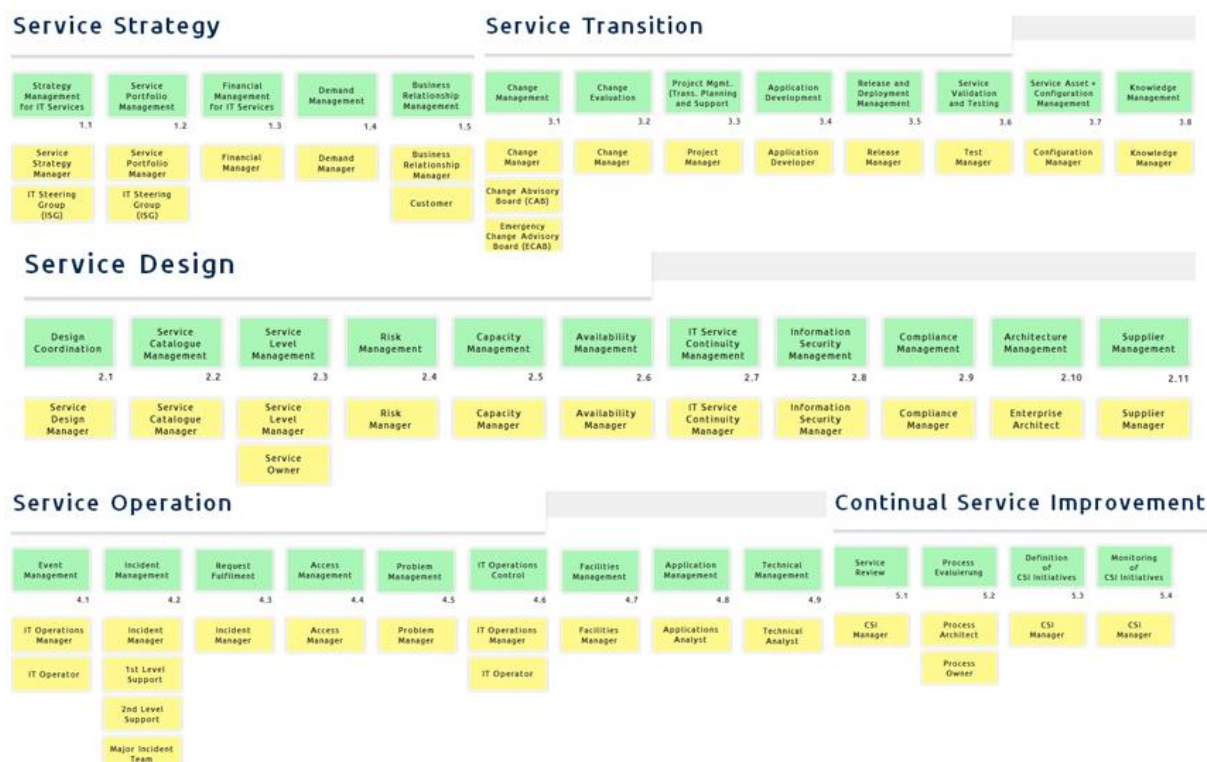 Service Strategy
Strategy
Management
for IT Services
1.1
Service
Portfolio
Management
1.2
Financial
Management
for IT Services
1.3
Demand
Management
1.4
Business
Relationship
Management
1.5
Service
Strategy
Manager
Service
Portfolio
Manager
Financial
Manager
Demand
Manager
Business
Relationship
Manager
IT Steering
Group
(ISG)
IT Steering
Group
(ISG)
Customer
Service Transition
Change
Management
3.1
Change
Evaluation
3.2
Project Mgmt.
(Trans. Planning
and Support
3.3
Application
Development
3.4
Release and
Deployment
Management
3.5
Service
Validation
and Testing
3.6
Service Asset +
Configuration
Management
3.7
Knowledge
Management
3.8
Change
Manager
Change
Manager
Project
Manager
Application
Developer
Release
Manager
Test
Manager
Configuration
Manager
Knowledge
Manager
Change Abvisory
Board (CAB)
Emergency
Change Advisory
Board (ECAB)
Service Design
Design
Coordination
2.1
Service
Catalogue
Management
2.2
Service
Level
Management
2.3
Risk
Management
2.4
Capacity
Management
2.5
Availability
Management
2.6
IT Service
Continuity
Management
2.7
Information
Security
Management
2.8
Compliance
Management
2.9
Architecture
Management
2.10
Supplier
Management
2.11
Service
Design
Manager
Service
Catalogue
Manager
Service
Level
Manager
Risk
Manager
Capacity
Manager
Availability
Manager
IT Service
Continuity
Manager
Information
Security
Manager
Compliance
Manager
Enterprise
Architect
Supplier
Manager
Service
Owner
Service Operation
Event
Management
4.1
Incident
Management
4.2
Request
Fulfilment
4.3
Access
Management
4.4
Problem
Management
4.5
IT Operations
Control
4.6
Facilities
Management
4.7
Application
Management
4.8
Technical
Management
4.9
IT Operations
Manager
Incident
Manager
Incident
Manager
Access
Manager
Problem
Manager
IT Operations
Manager
Facilities
Manager
Applications
Analyst
Technical
Analyst
IT Operator
1st Level
Support
IT Operator
2nd Level
Support
Major Incident
Team
Continual Service Improvement
Service
Review
5.1
Process
Evaluierung
5.2
Definition
of
CSI Initiatives
5.3
Monitoring
of
CSI Initiatives
5.4
CSI
Manager
Process
Architect
CSI
Manager
CSI
Manager
Process
Owner